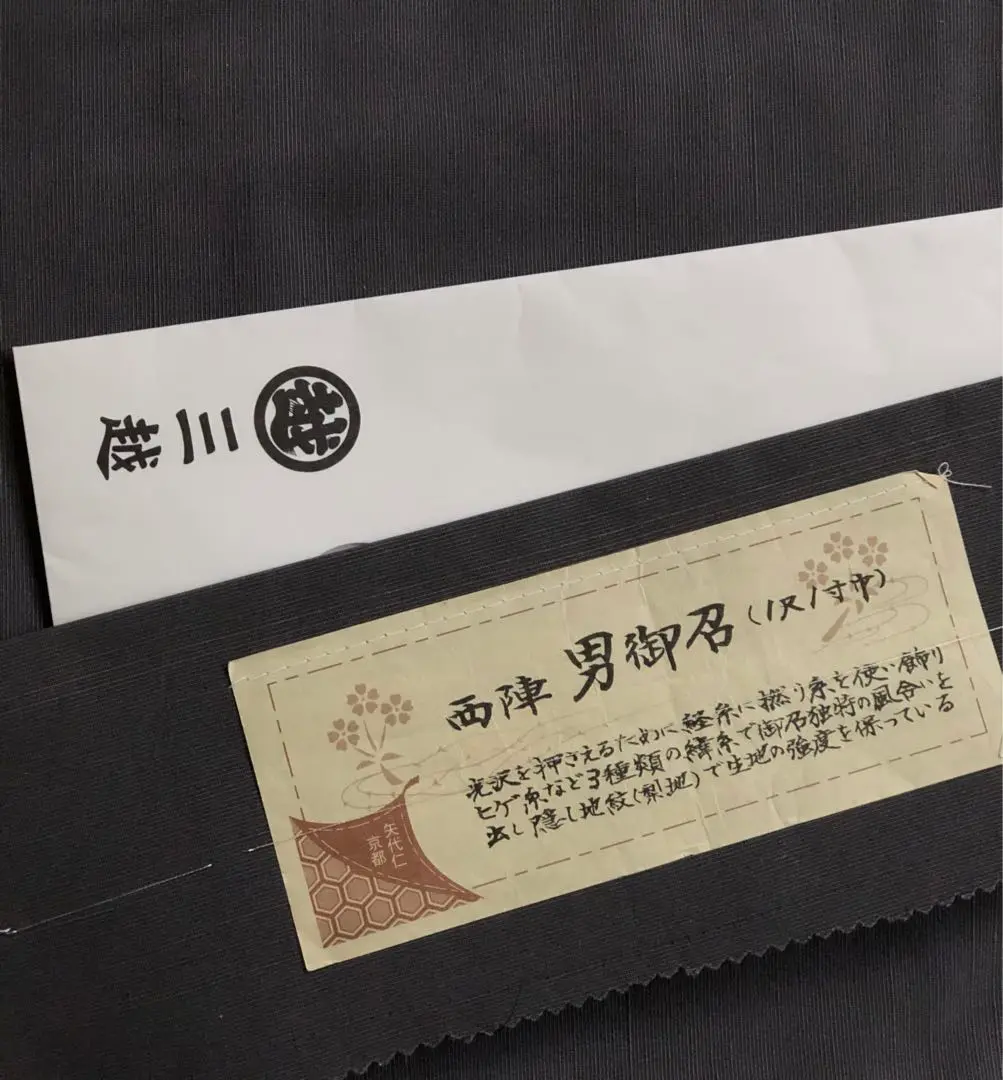 越
三越
西陣 男御召(1尺1寸巾)
光沢を押さえるために経糸に撚り糸を使い飾り
ヒゲ糸など3種類の緯糸で御召独特の風合いを
出し隠し地紋(梨地)で生地の強度を保っている
矢代仁
京都